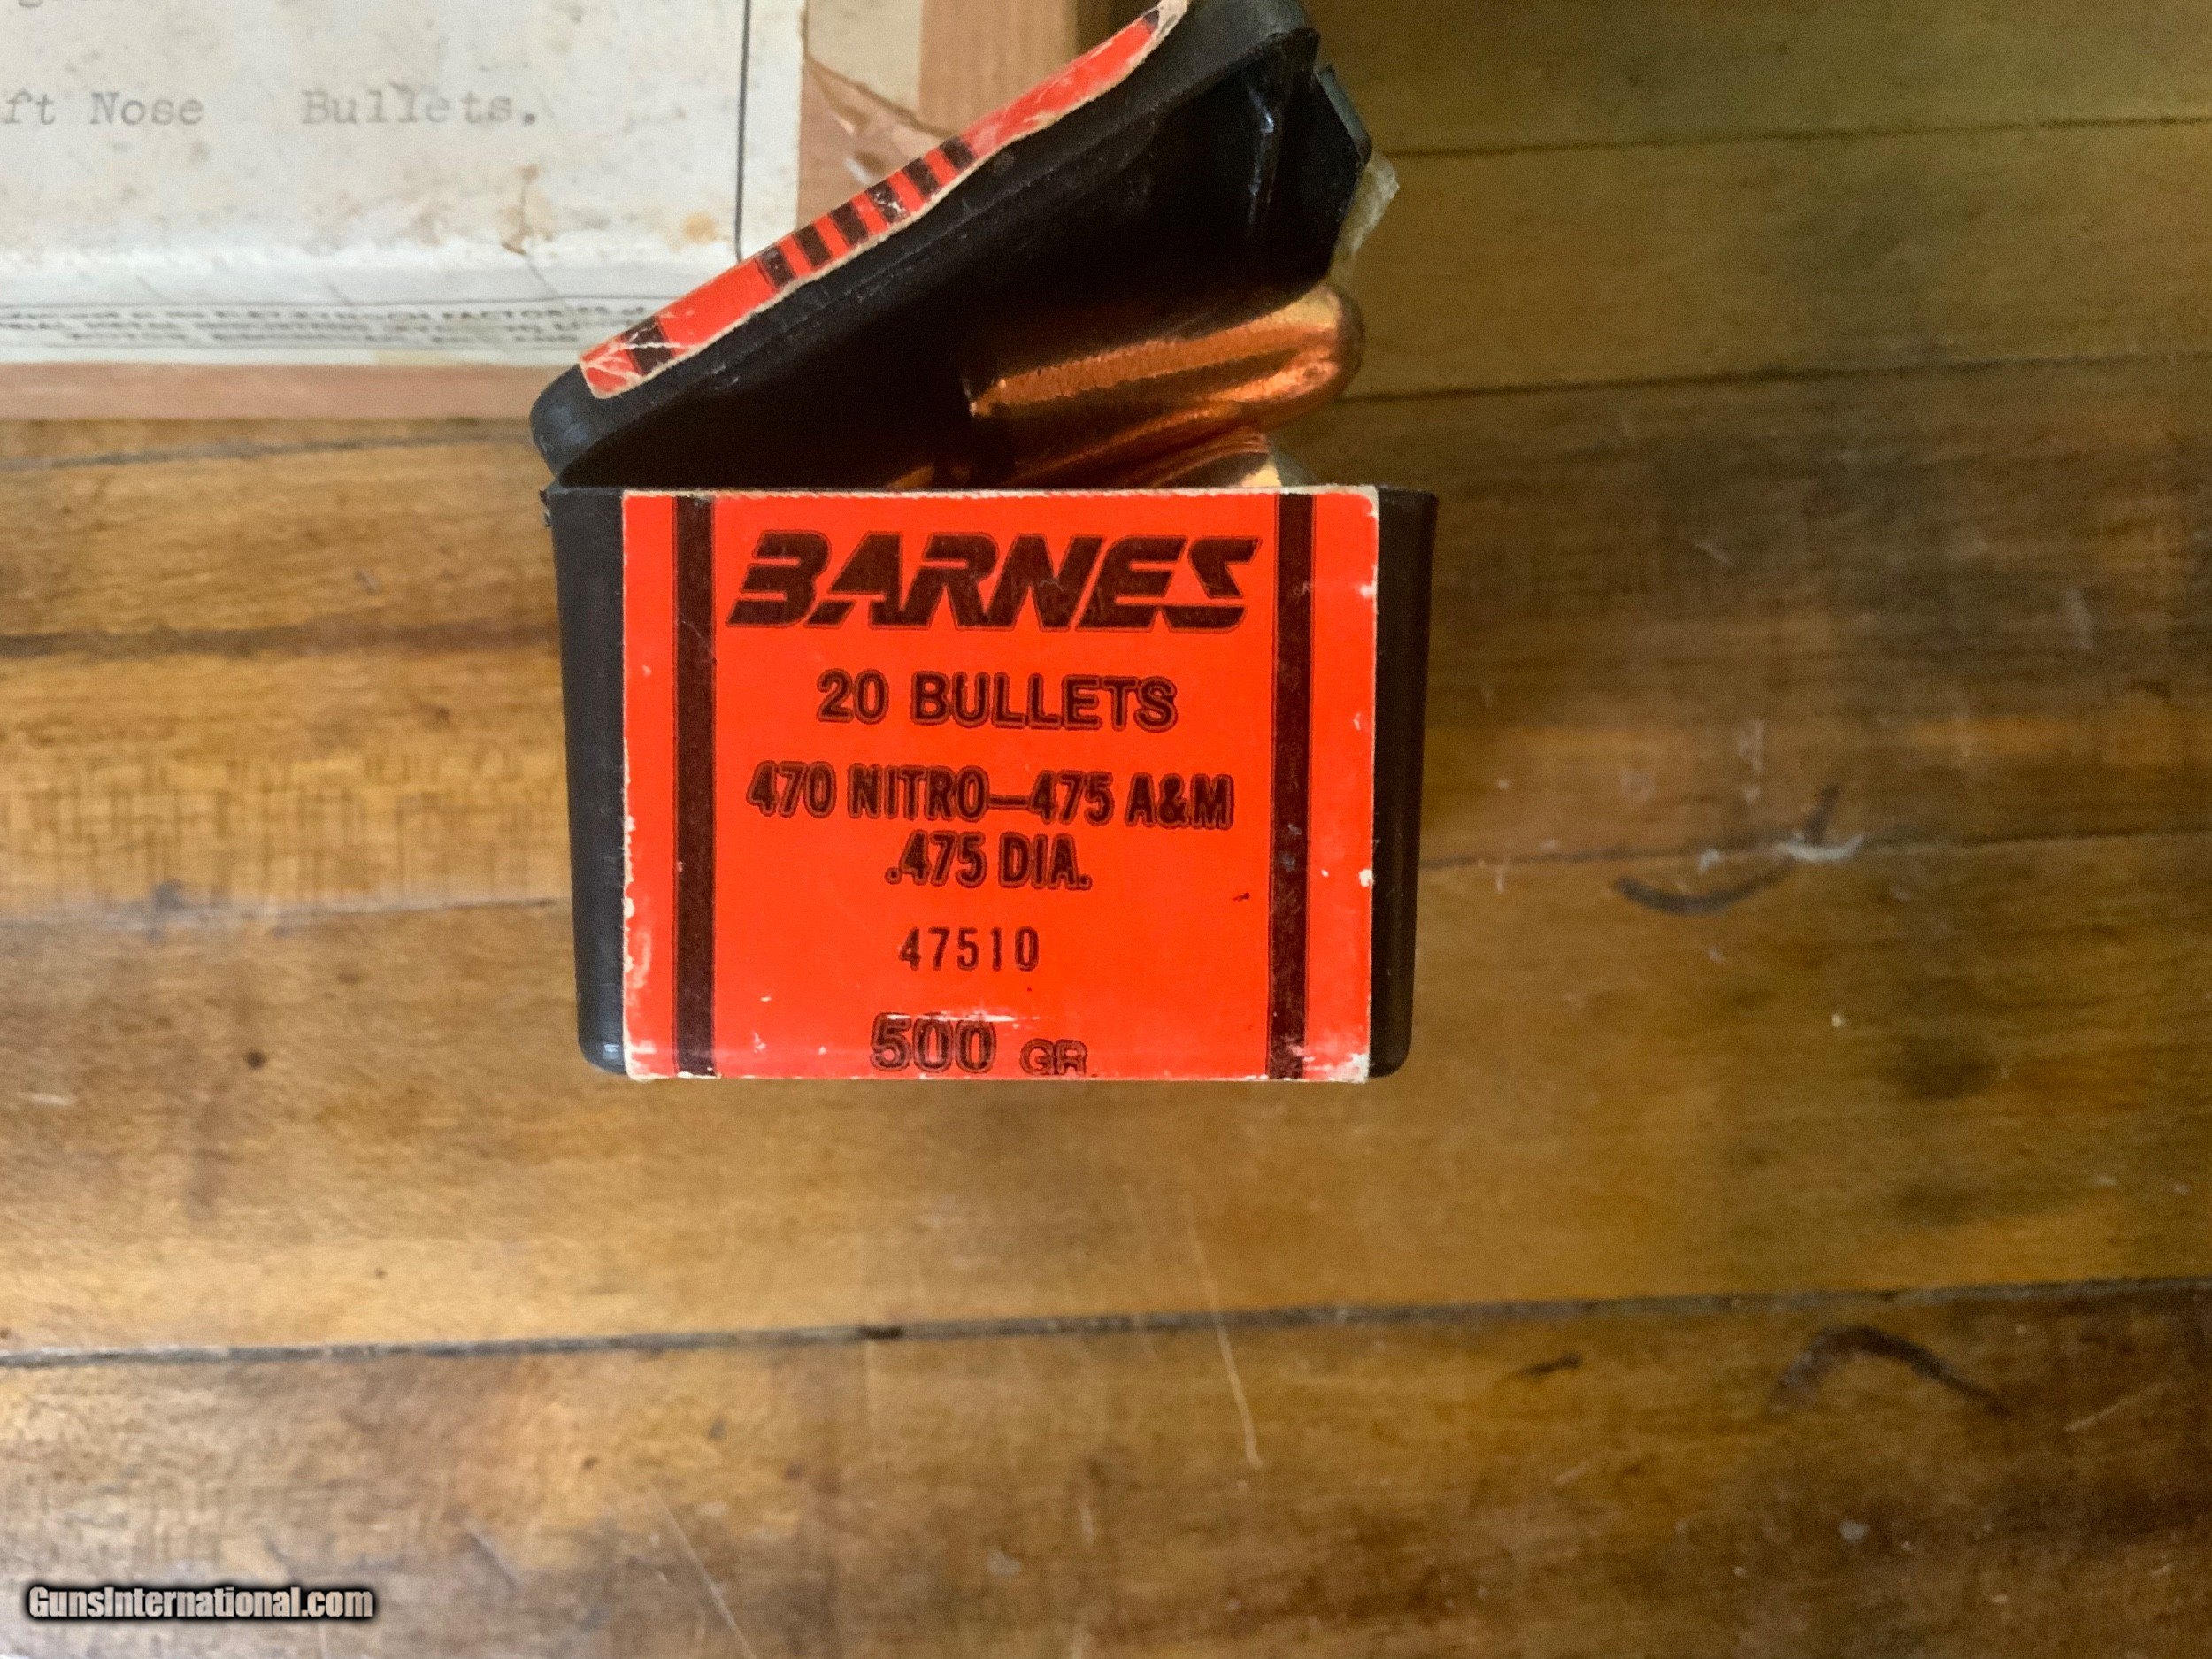 ft Nose Bullets.
BARNES
20 BULLETS
470 NITRO—475 A&M
.475 DIA.
47510
500 GR.
GunsInternational.com